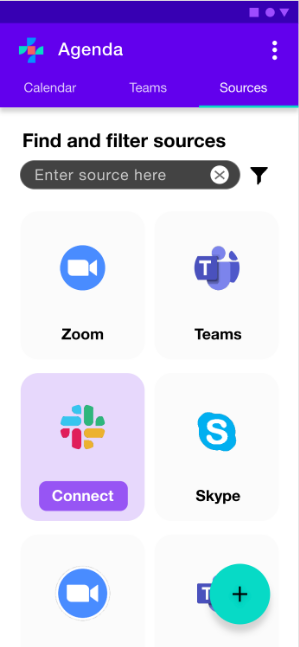 Agenda
Calendar Teams Sources
Find and filter sources
Enter source here
Zoom Teams
Connect Skype